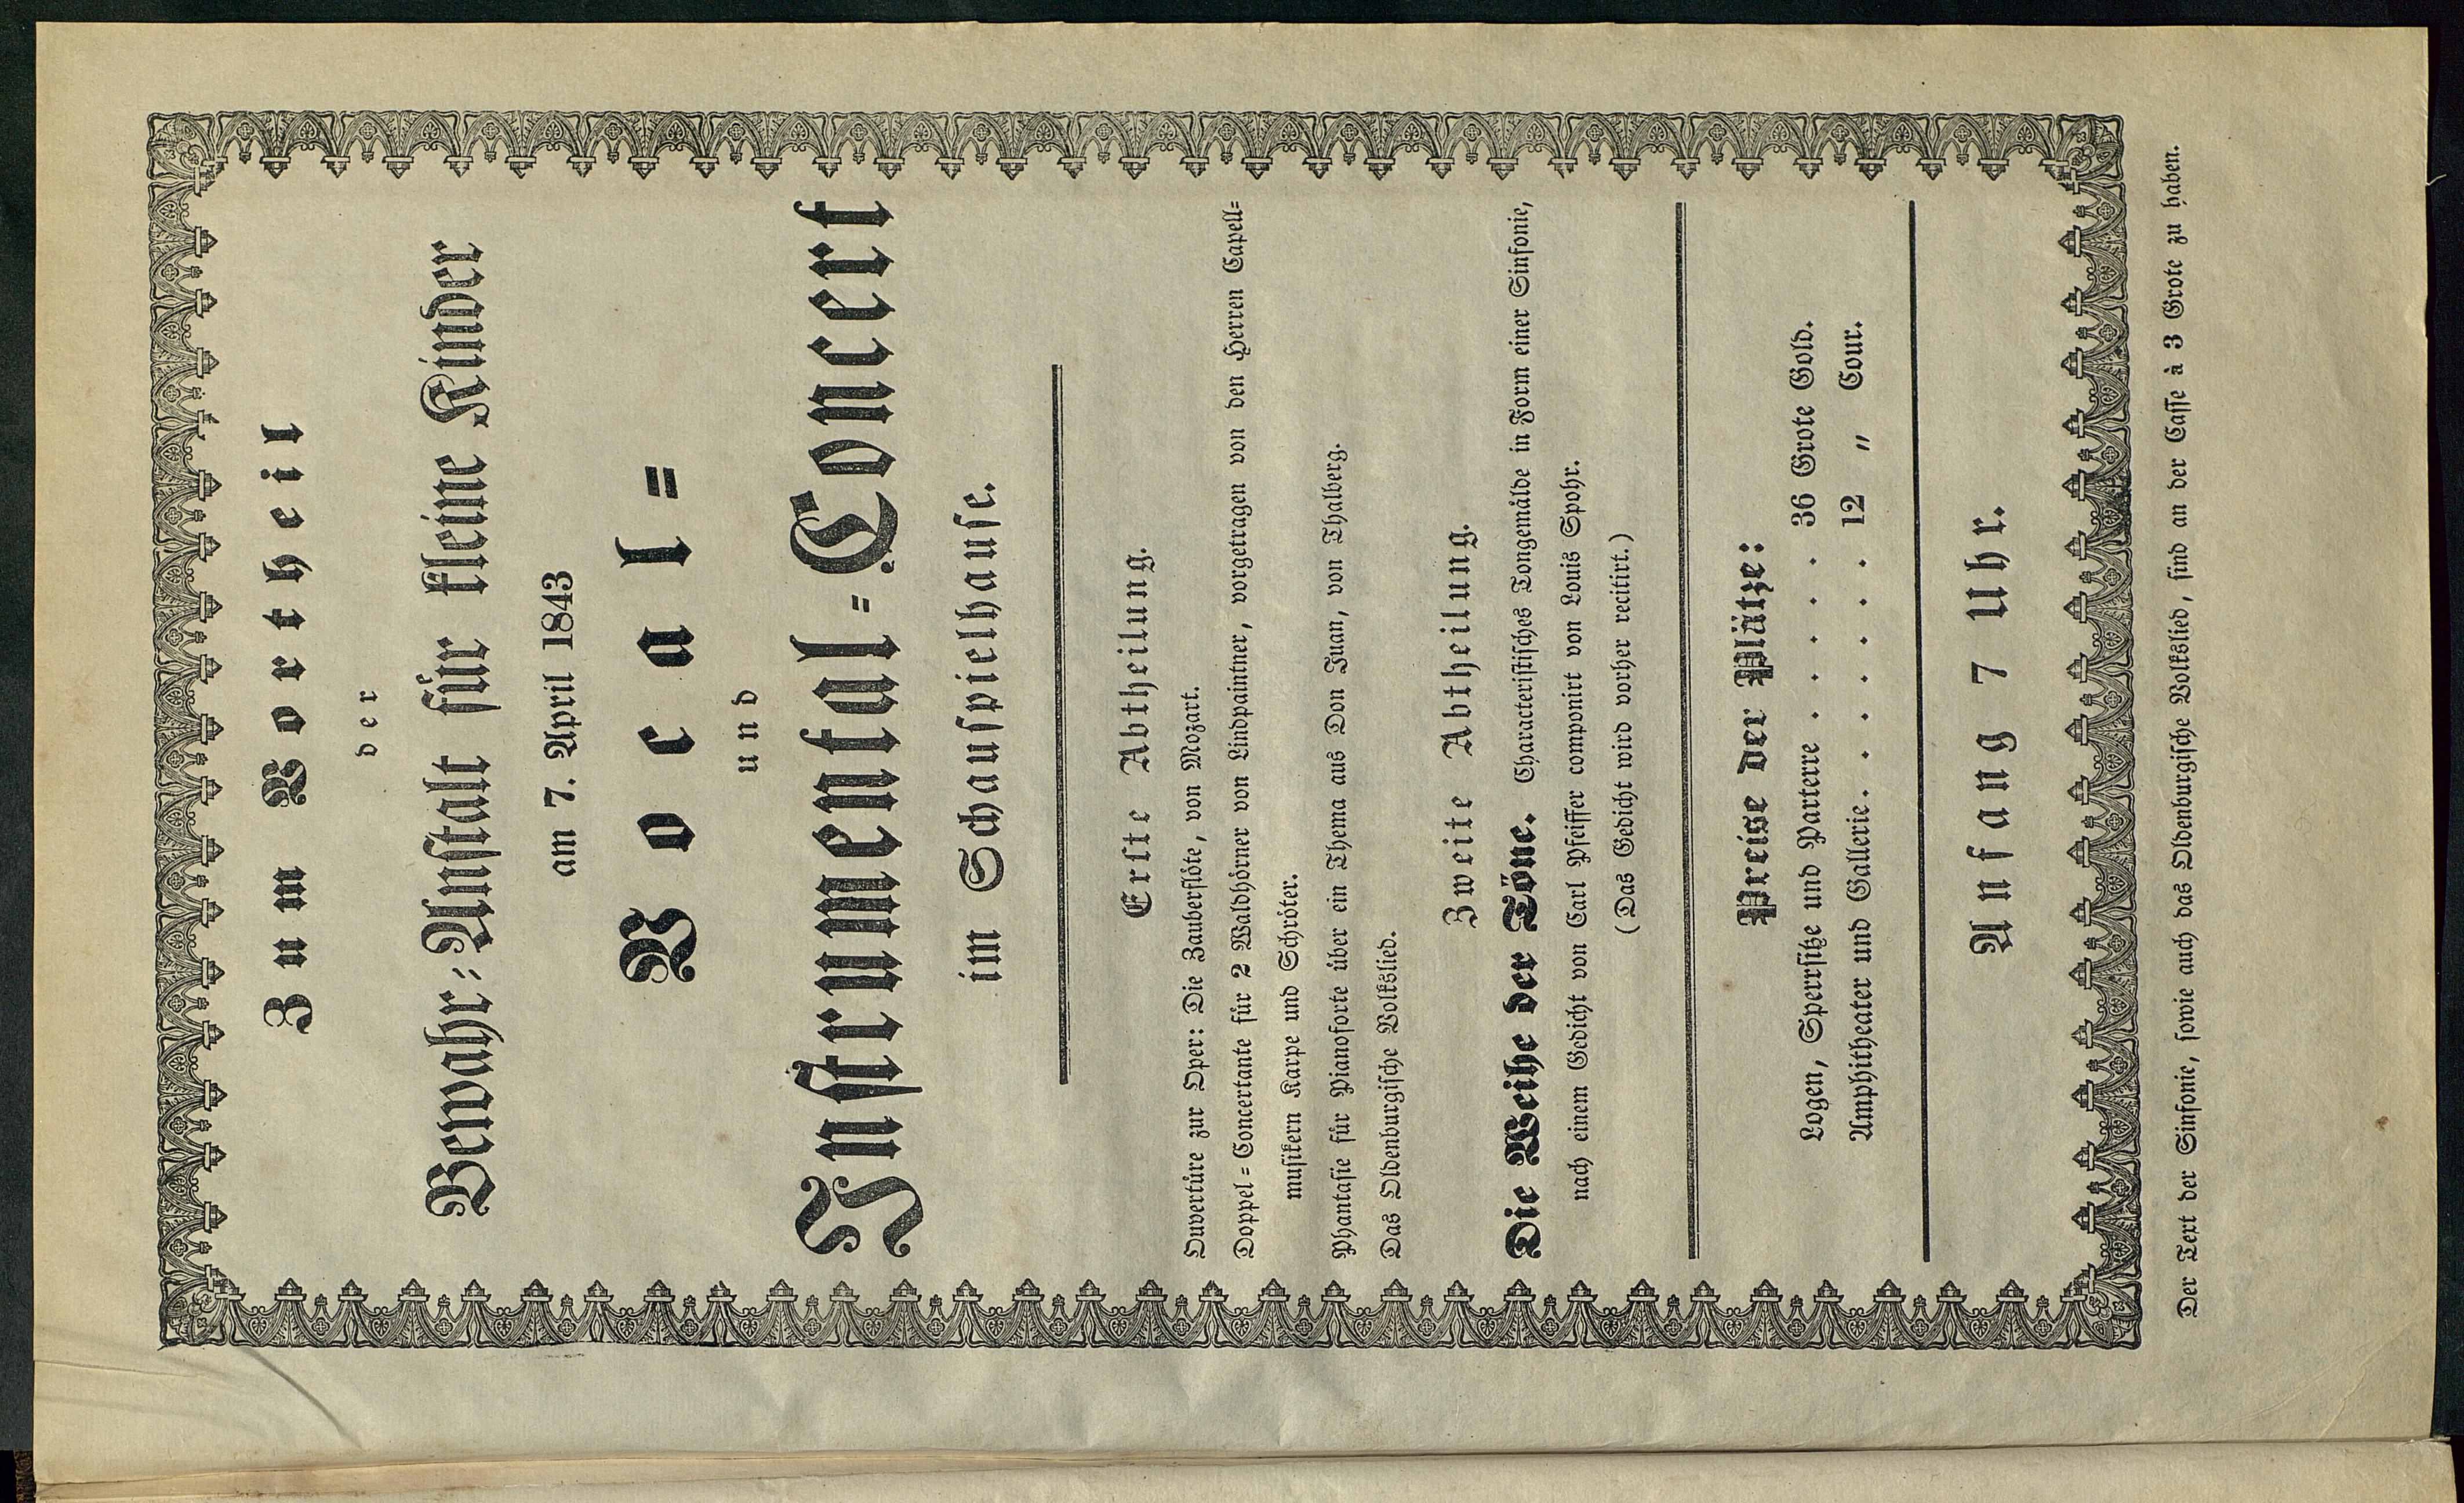 Zum Vortheil
der
Bewahr-Anstalt für kleine Kinder
am 7. April 1843
Vocal-
und
Instrumental-Concert
im Schauspielhause.
Erste Abtheilung.
Ouvertüre zur Oper: Die Zauberflöte, von Mozart.
Doppel-Concertante für 2 Waldhörner von Lindpaintner, vorgetragen von den Herren Capell-
musikern Karpe und Schröter.
Phantasie für Pianoforte über ein Thema aus Don Juan, von Thalberg.
Das Oldenburgische Volkslied.
Zweite Abtheilung.
Die Weihe der Töne. Characteristisches Tongemälde in Form einer Sinfonie,
nach einem Gedicht von Carl Pfeiffer componirt von Louis Spohr.
(Das Gedicht wird vorher recitirt.)
Preise der Plätze:
Logen, Sperrsitze und Parterre . . . . . 36 Grote Gold.
Amphitheater und Gallerie . . . . . . 12 „ Cour.
Anfang 7 Uhr.
Der Text der Sinfonie, sowie auch das Oldenburgische Volkslied, sind an der Casse à 3 Grote zu haben.